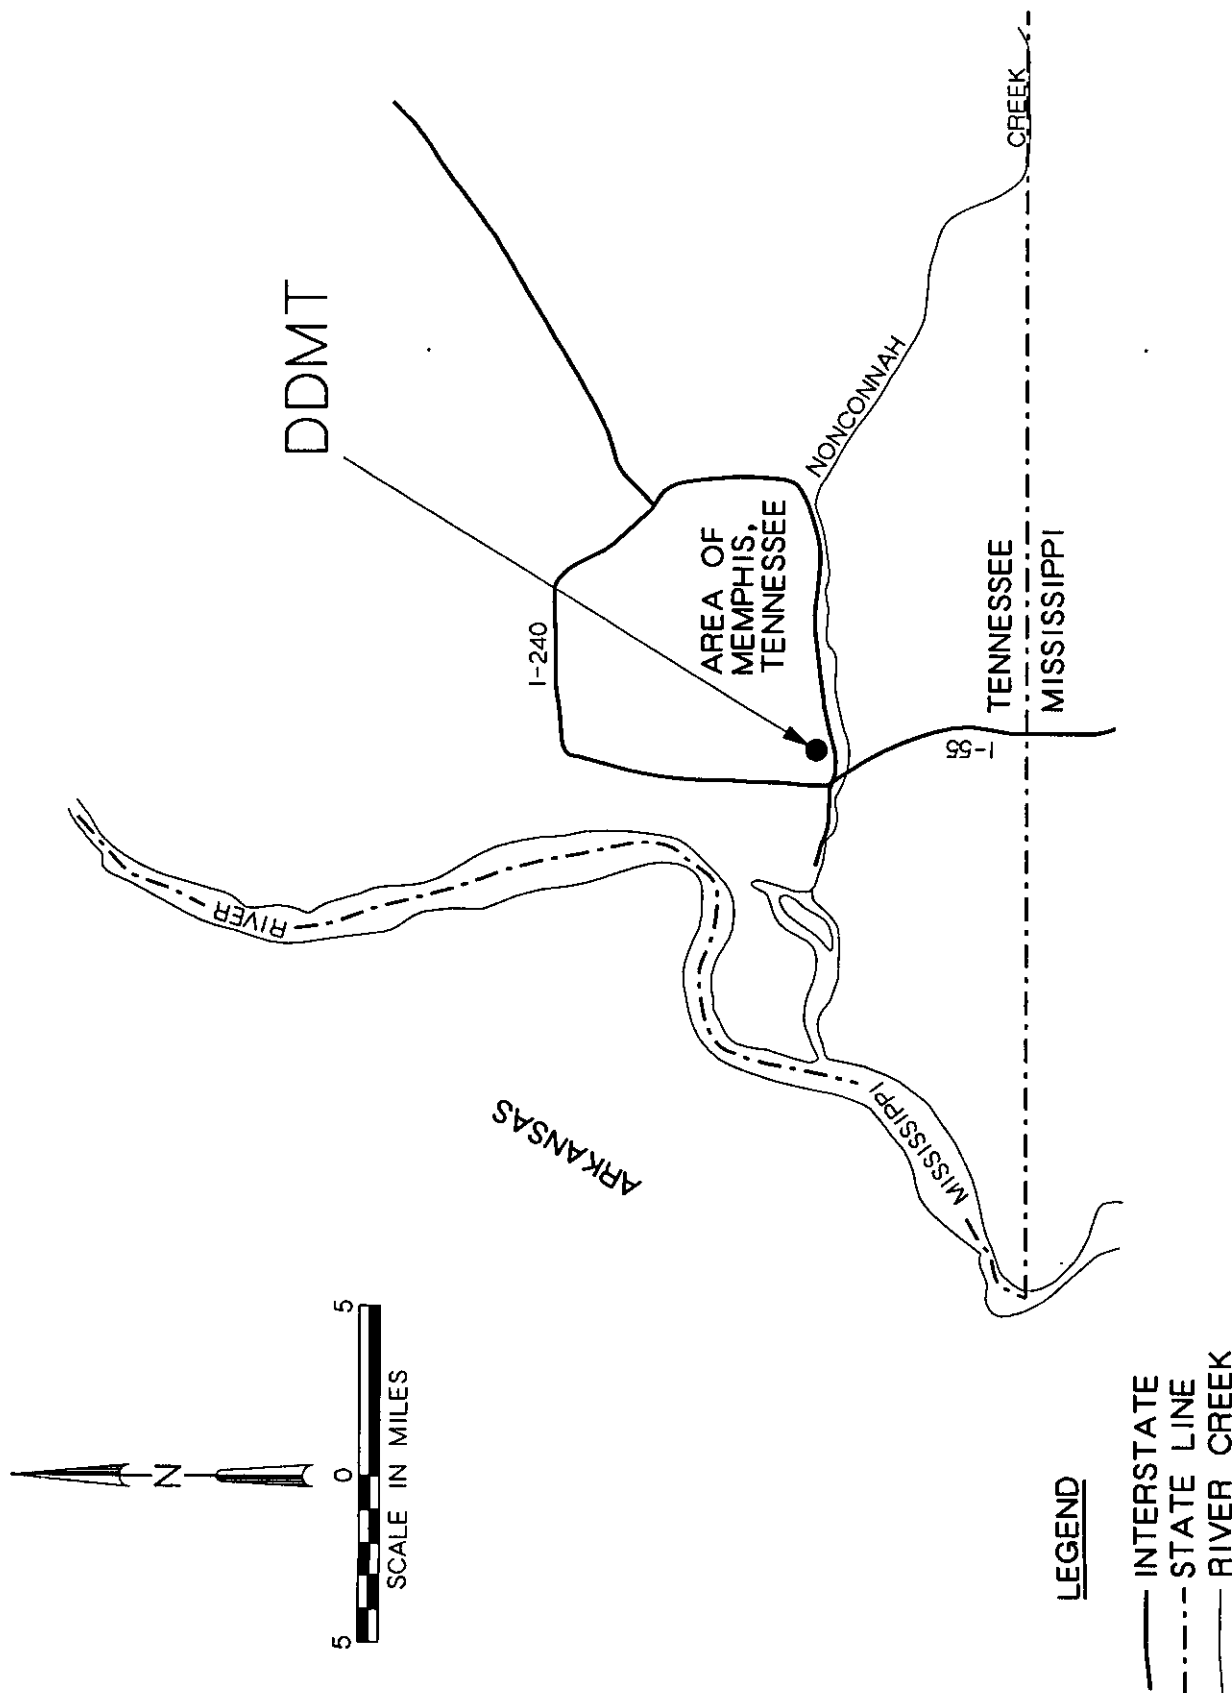 DDMT
I-240
AREA OF
MEMPHIS,
TENNESSEE
NONCONNAH
CREEK
RIVER
ARKANSAS
MISSISSIPPI
I-55
TENNESSEE
MISSISSIPPI
N
5 0 5
SCALE IN MILES
LEGEND
INTERSTATE
STATE LINE
RIVER CREEK